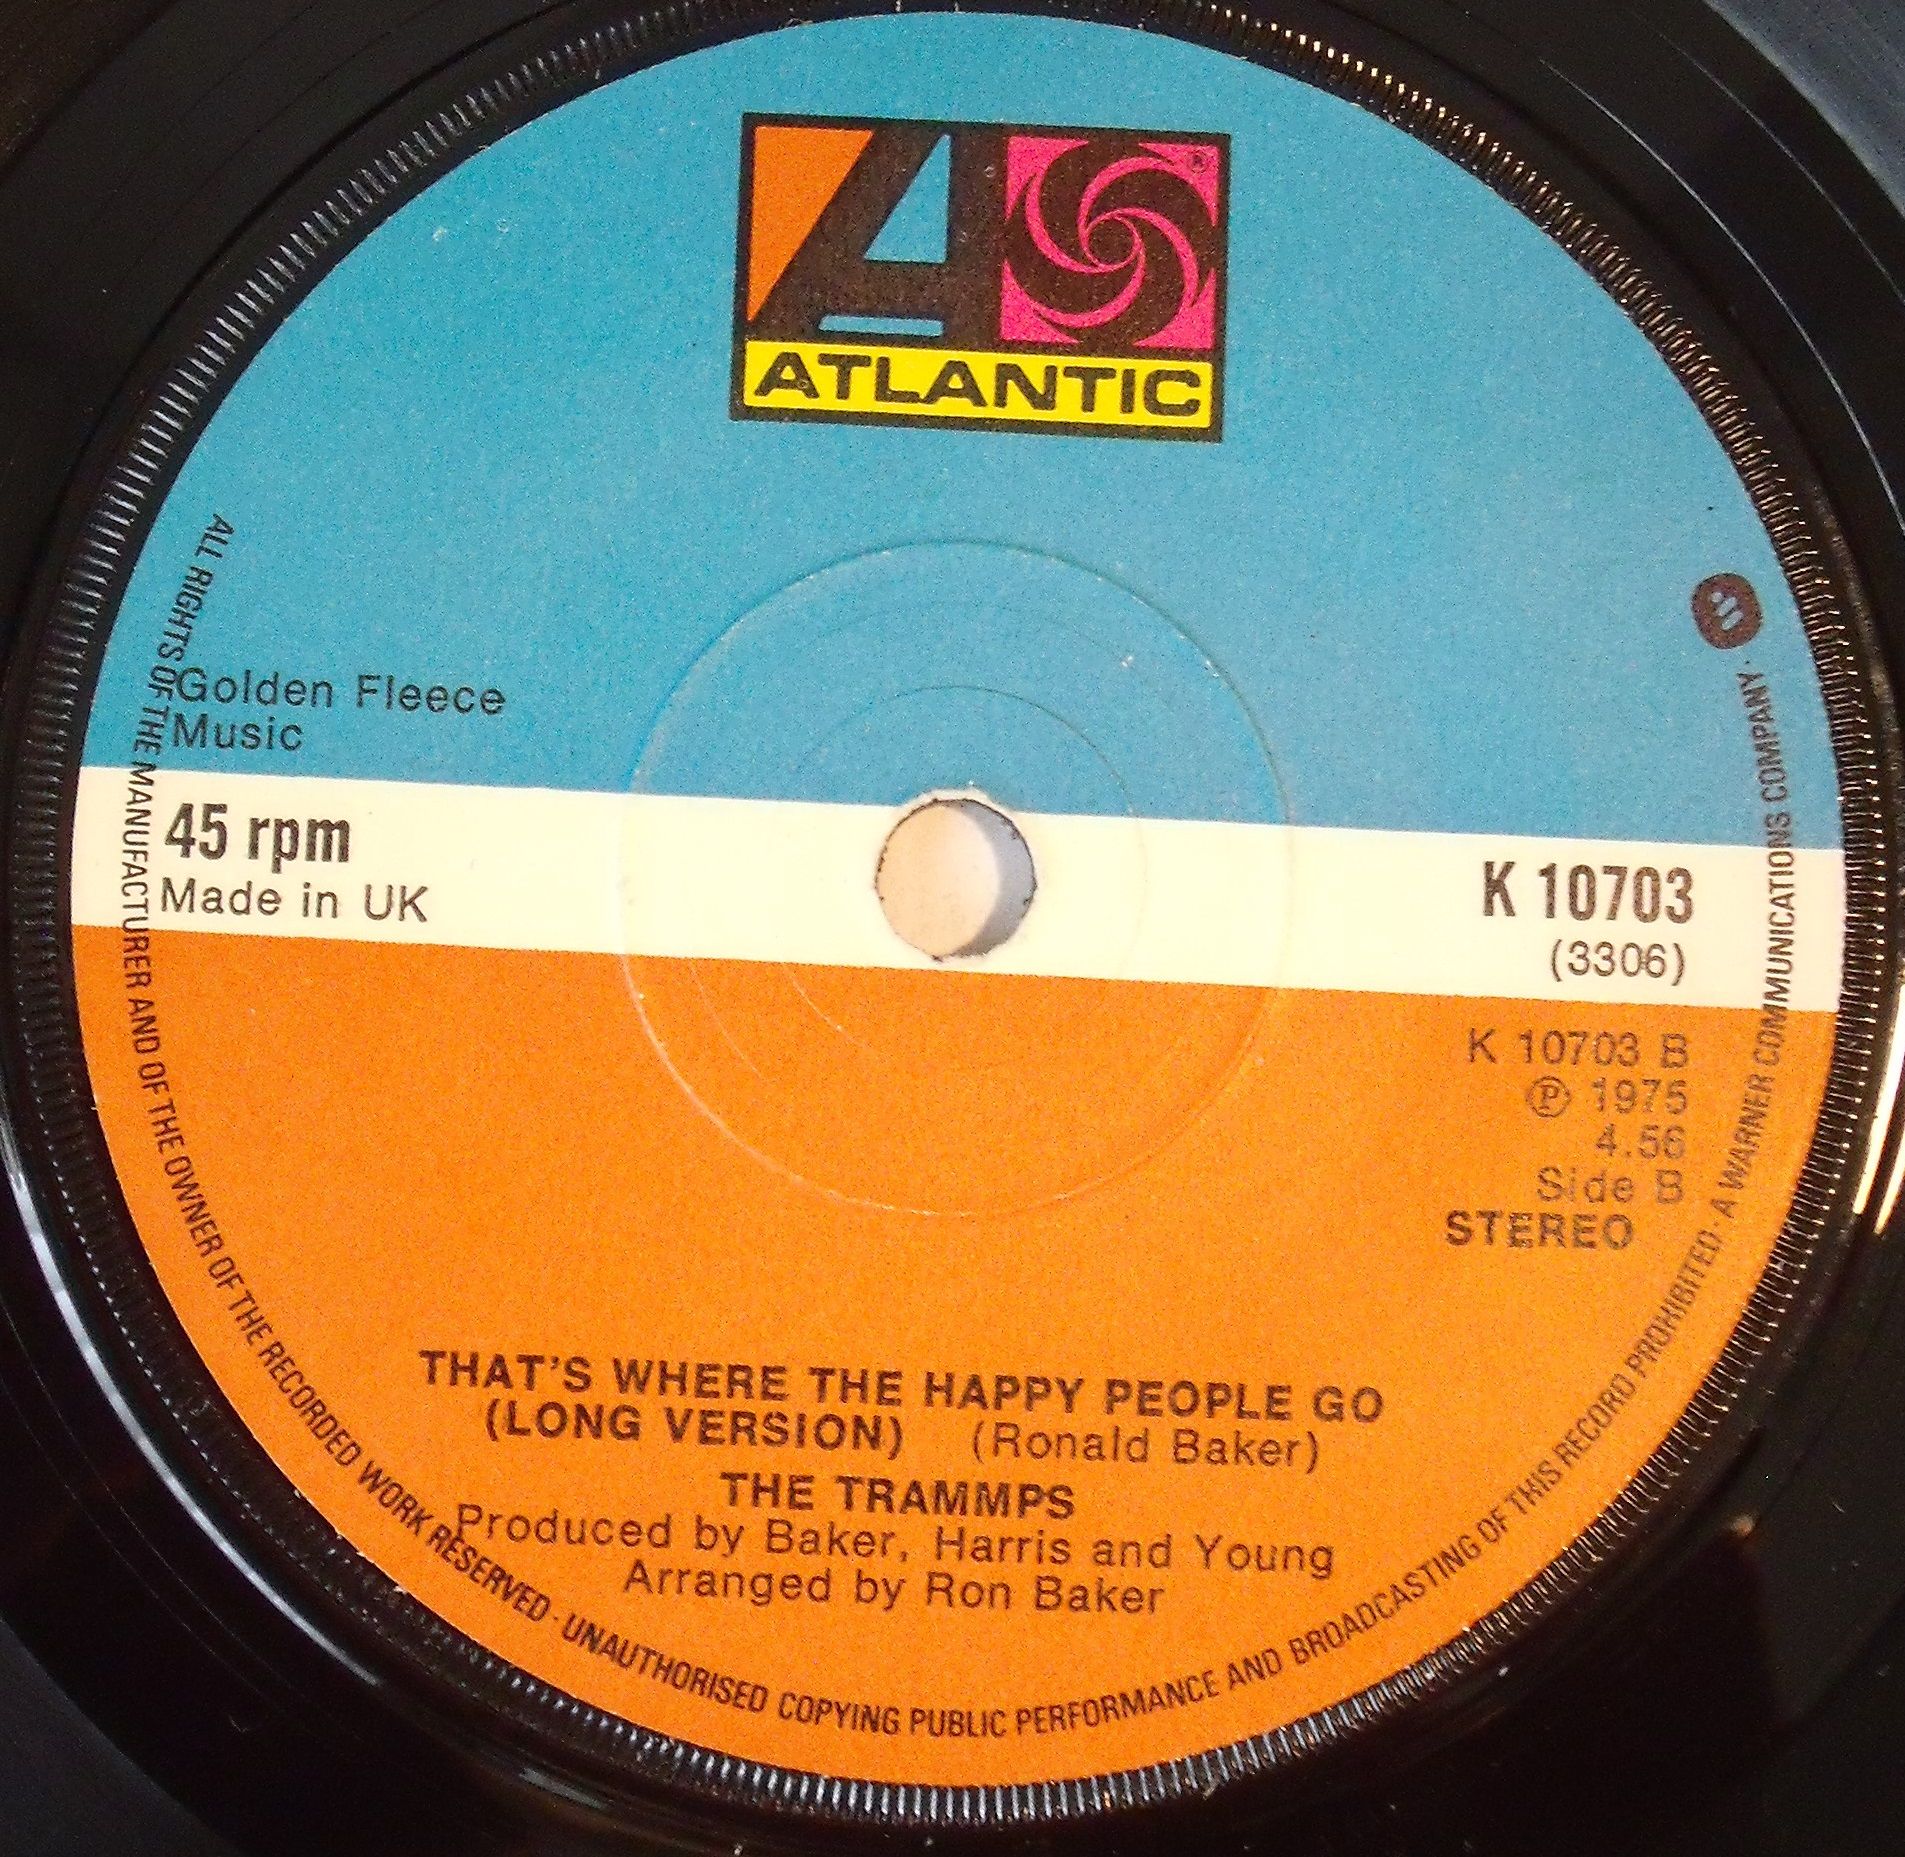 ATLANTIC
®
Golden Fleece
Music
45 rpm
Made in UK
K 10703
(3306)
K 10703 B
℗ 1975
4.56
Side B
STEREO
THAT'S WHERE THE HAPPY PEOPLE GO
(LONG VERSION) (Ronald Baker)
THE TRAMMPS
Produced by Baker, Harris and Young
Arranged by Ron Baker
ALL RIGHTS OF THE MANUFACTURER AND OF THE OWNER OF THE RECORDED WORK RESERVED · UNAUTHORISED COPYING PUBLIC PERFORMANCE AND BROADCASTING OF THIS RECORD PROHIBITED · A WARNER COMMUNICATIONS COMPANY ·